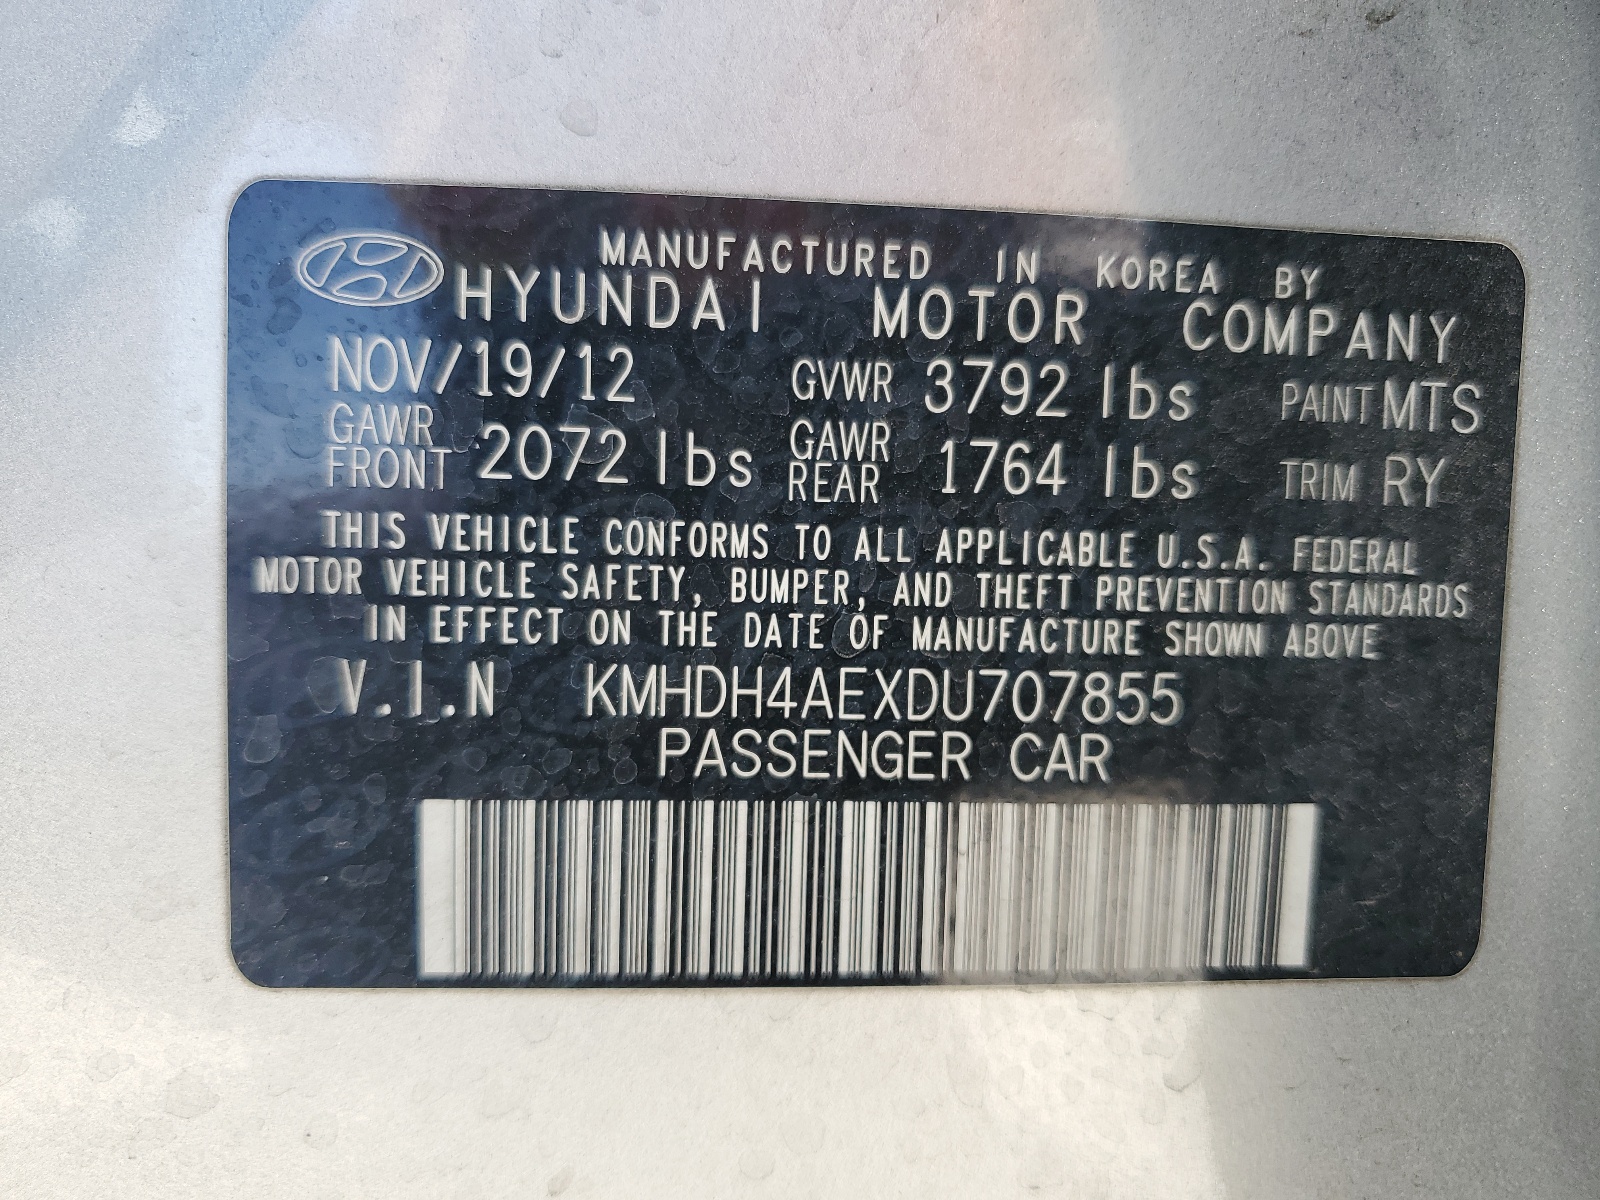 MANUFACTURED IN KOREA BY
HYUNDAI MOTOR COMPANY
NOV/19/12 GVWR 3792 lbs PAINT MTS
GAWR FRONT 2072 lbs GAWR REAR 1764 lbs TRIM RY
THIS VEHICLE CONFORMS TO ALL APPLICABLE U.S.A. FEDERAL
MOTOR VEHICLE SAFETY, BUMPER, AND THEFT PREVENTION STANDARDS
IN EFFECT ON THE DATE OF MANUFACTURE SHOWN ABOVE
V.I.N KMHDH4AEXDU707855
PASSENGER CAR